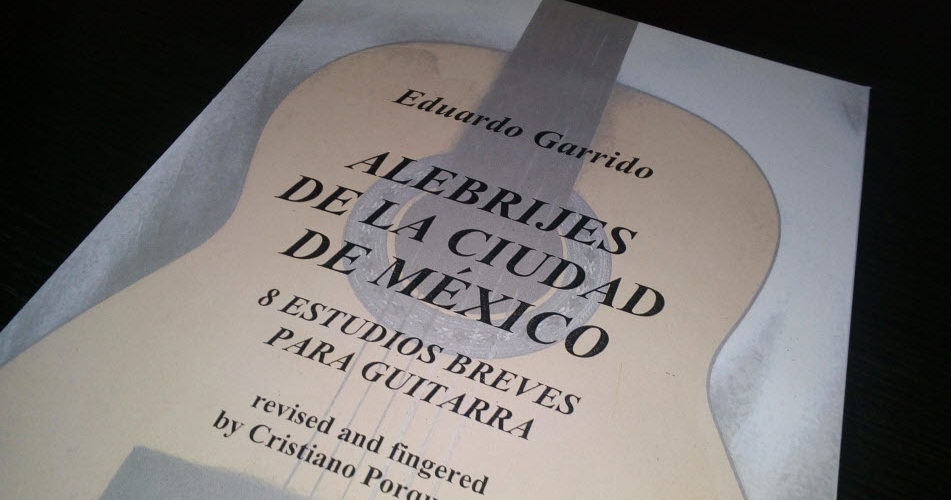 Eduardo Garrido
ALEBRIJES
DE LA CIUDAD
DE MÉXICO
8 ESTUDIOS BREVES
PARA GUITARRA
revised and fingered
by Cristiano